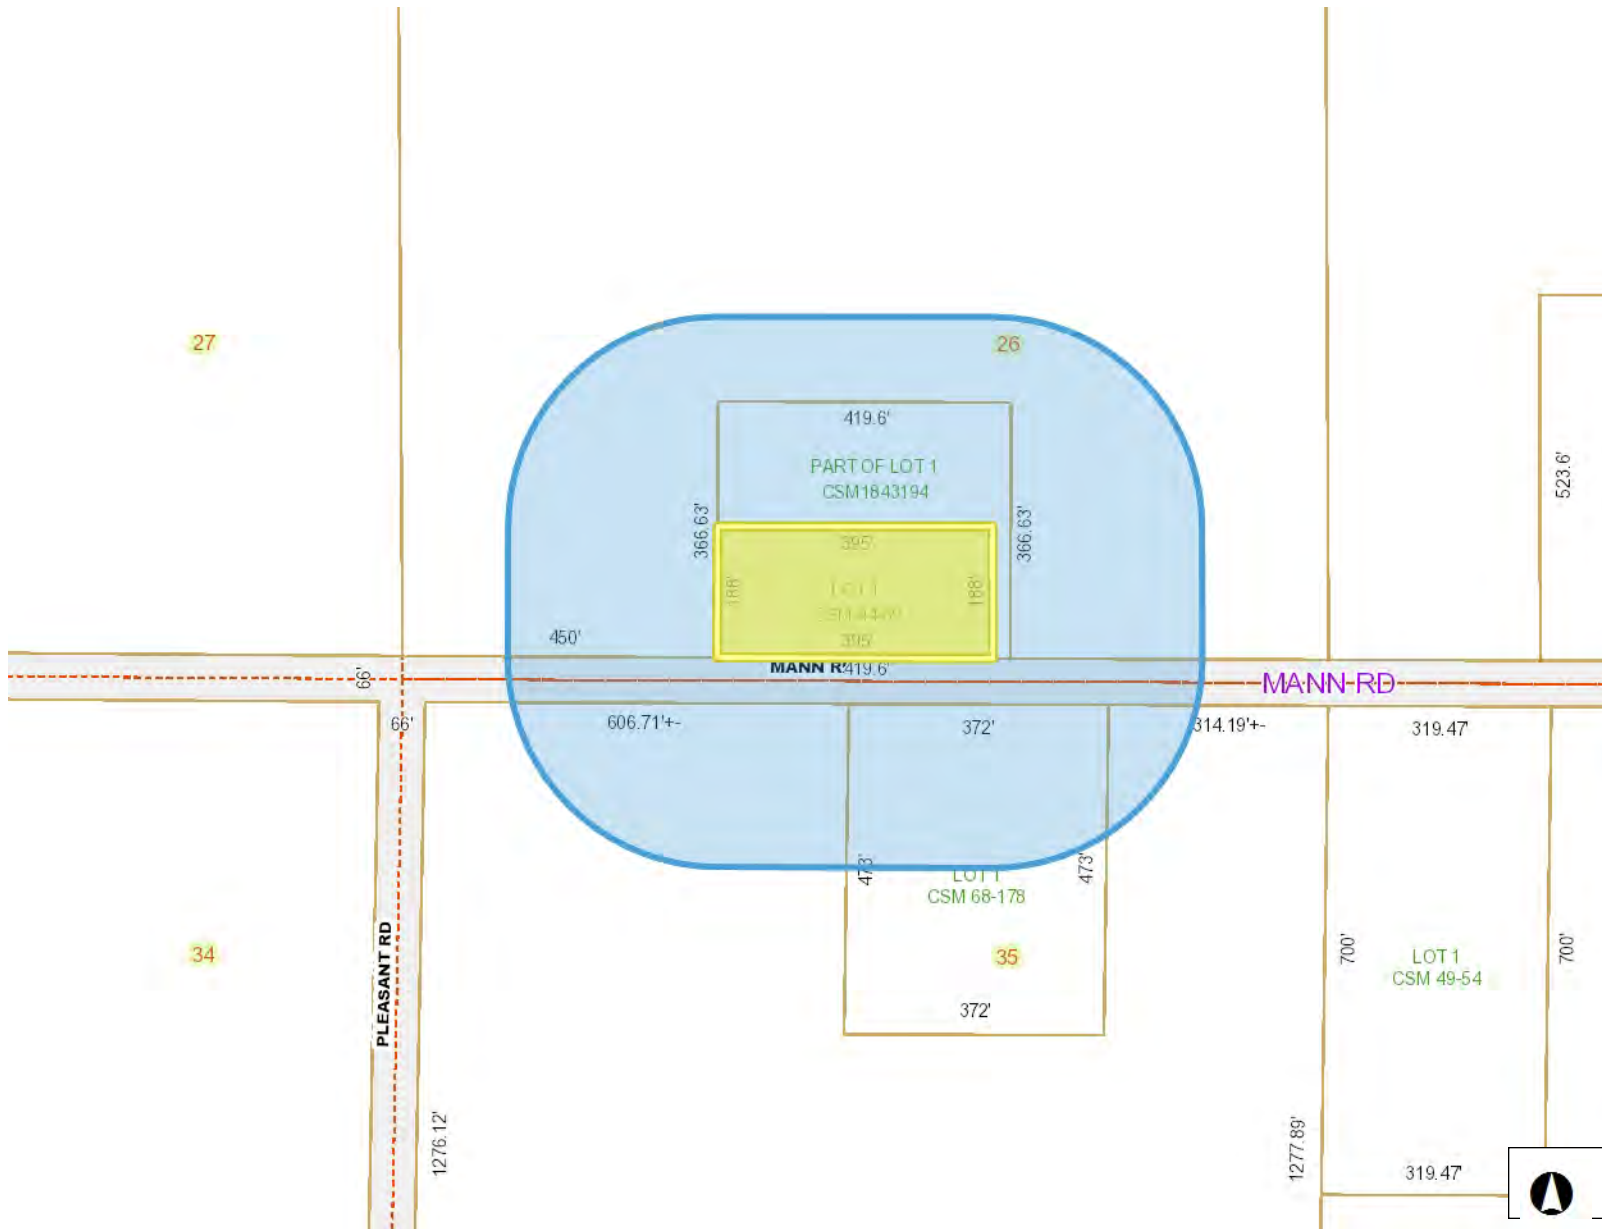 27
26
419.6'
PART OF LOT 1
CSM1843194
523.6'
366.63'
366.63'
395'
188'
LOT 1
188'
395'
450'
MANN R
419.6'
66'
MANN RD
66'
606.71'+-
372'
314.19'+-
319.47'
473'
473'
LOT 1
CSM 68-178
PLEASANT RD
34
35
700'
LOT 1
CSM 49-54
700'
372'
1276.12'
1277.89'
319.47'